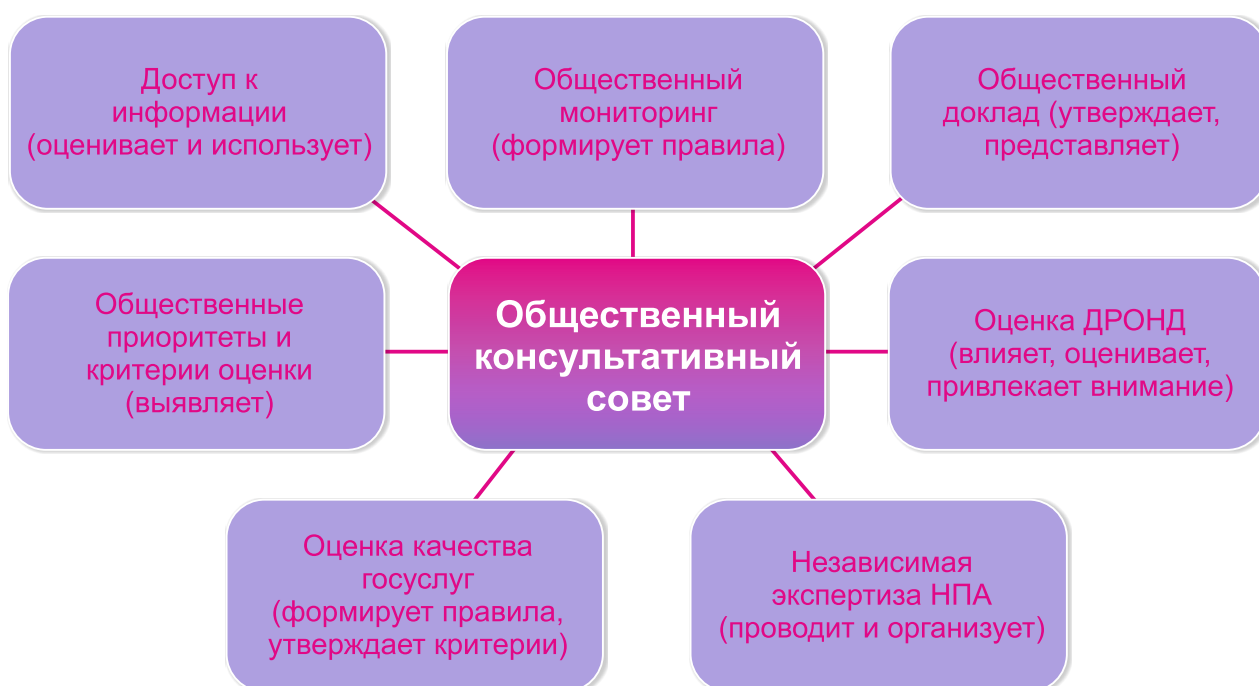 Доступ к
информации
(оценивает и использует)
Общественный
мониторинг
(формирует правила)
Общественный
доклад (утверждает,
представляет)
Общественные
приоритеты и
критерии оценки
(выявляет)
Общественный
консультативный
совет
Оценка ДРОНД
(влияет, оценивает,
привлекает внимание)
Оценка качества
госуслуг
(формирует правила,
утверждает критерии)
Независимая
экспертиза НПА
(проводит и организует)